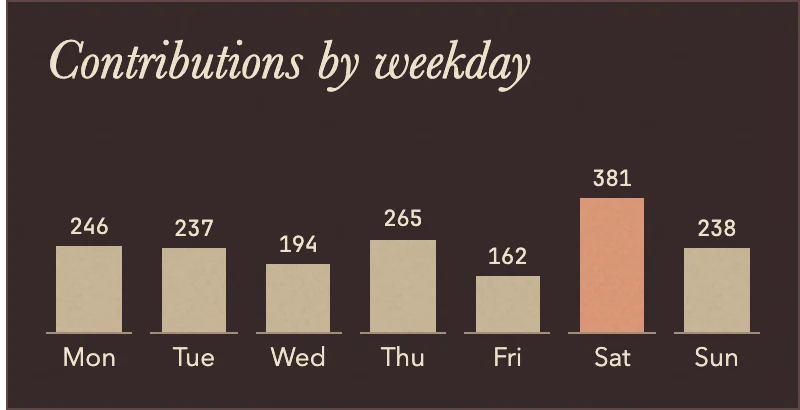 Contributions by weekday
246 237 194 265 162 381 238
Mon Tue Wed Thu Fri Sat Sun